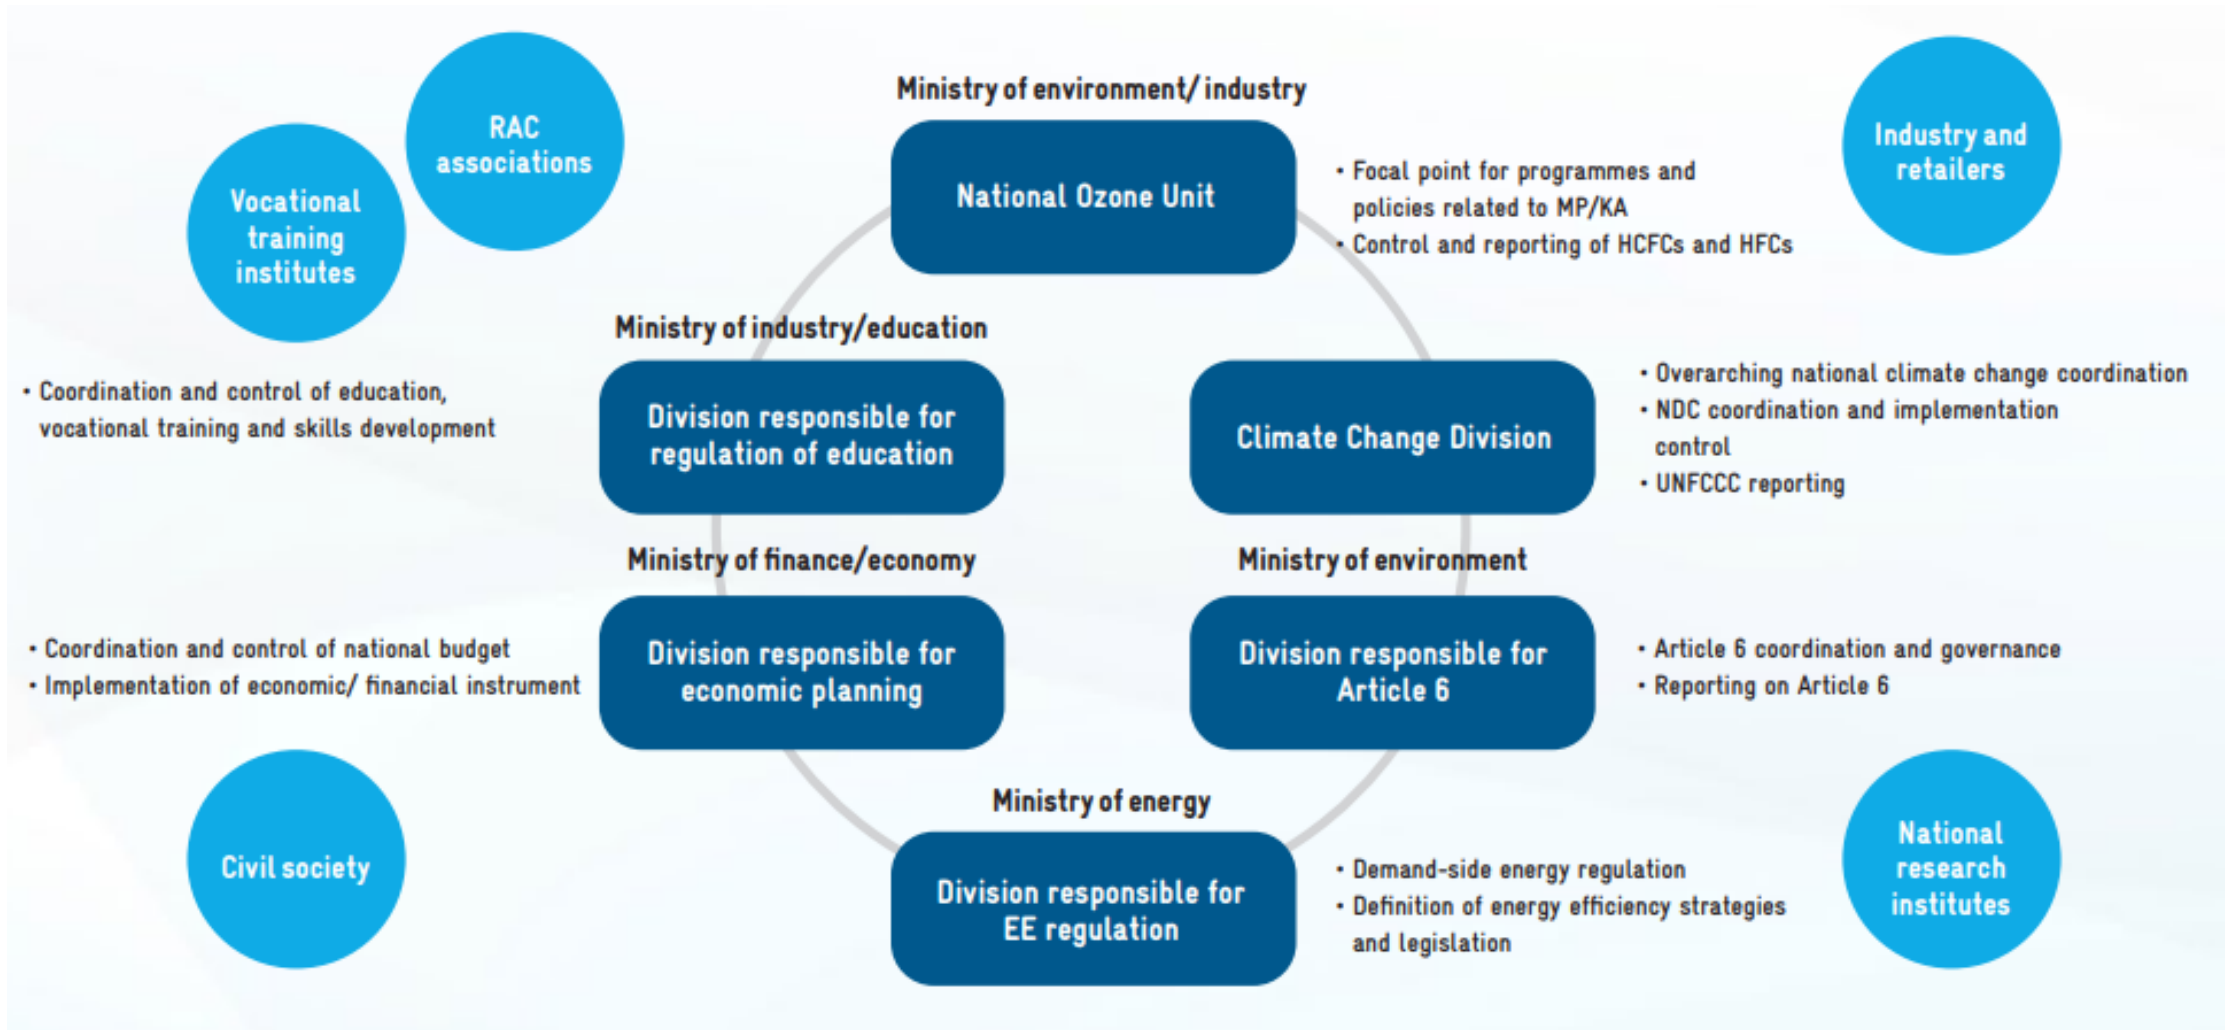 RAC
associations
Vocational
training
institutes
Ministry of environment/ industry
National Ozone Unit
• Focal point for programmes and
policies related to MP/KA
• Control and reporting of HCFCs and HFCs
Industry and
retailers
Ministry of industry/education
Division responsible for
regulation of education
• Coordination and control of education,
vocational training and skills development
Climate Change Division
• Overarching national climate change coordination
• NDC coordination and implementation
control
• UNFCCC reporting
Ministry of finance/economy
Division responsible for
economic planning
• Coordination and control of national budget
• Implementation of economic/ financial instrument
Ministry of environment
Division responsible for
Article 6
• Article 6 coordination and governance
• Reporting on Article 6
Civil society
Ministry of energy
Division responsible for
EE regulation
• Demand-side energy regulation
• Definition of energy efficiency strategies
and legislation
National
research
institutes